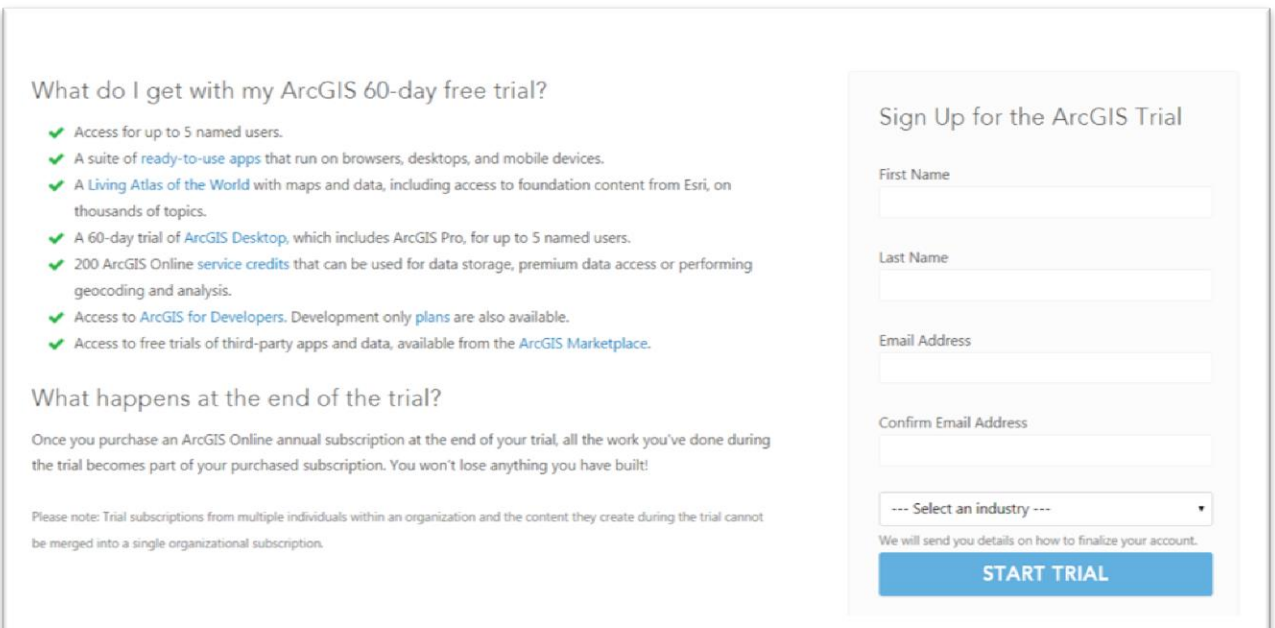 What do I get with my ArcGIS 60-day free trial?
Access for up to 5 named users.
A suite of ready-to-use apps that run on browsers, desktops, and mobile devices.
A Living Atlas of the World with maps and data, including access to foundation content from Esri, on
thousands of topics.
A 60-day trial of ArcGIS Desktop, which includes ArcGIS Pro, for up to 5 named users.
200 ArcGIS Online service credits that can be used for data storage, premium data access or performing
geocoding and analysis.
Access to ArcGIS for Developers. Development only plans are also available.
Access to free trials of third-party apps and data, available from the ArcGIS Marketplace.
What happens at the end of the trial?
Once you purchase an ArcGIS Online annual subscription at the end of your trial, all the work you've done during
the trial becomes part of your purchased subscription. You won't lose anything you have built!
Please note: Trial subscriptions from multiple individuals within an organization and the content they create during the trial cannot
be merged into a single organizational subscription.
Sign Up for the ArcGIS Trial
First Name
Last Name
Email Address
Confirm Email Address
--- Select an industry ---
We will send you details on how to finalize your account.
START TRIAL